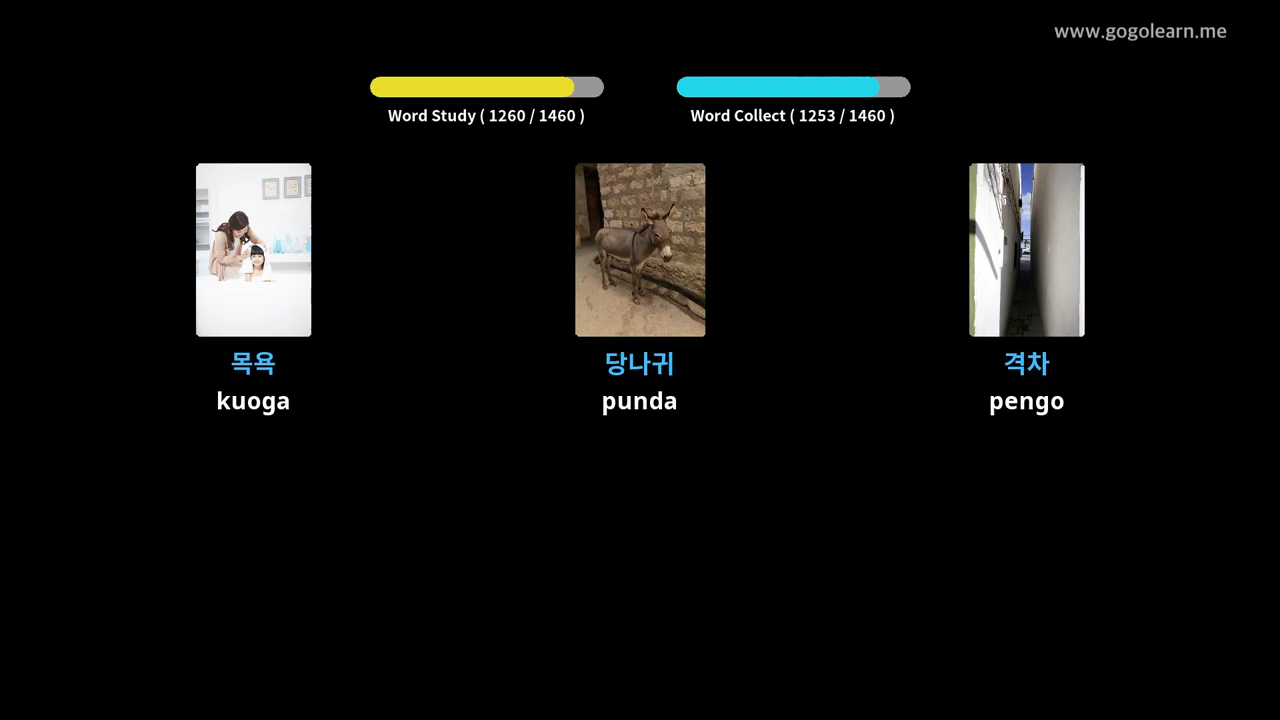 www.gogolearn.me
Word Study ( 1260 / 1460 )
Word Collect ( 1253 / 1460 )
목욕
kuoga
당나귀
punda
격차
pengo